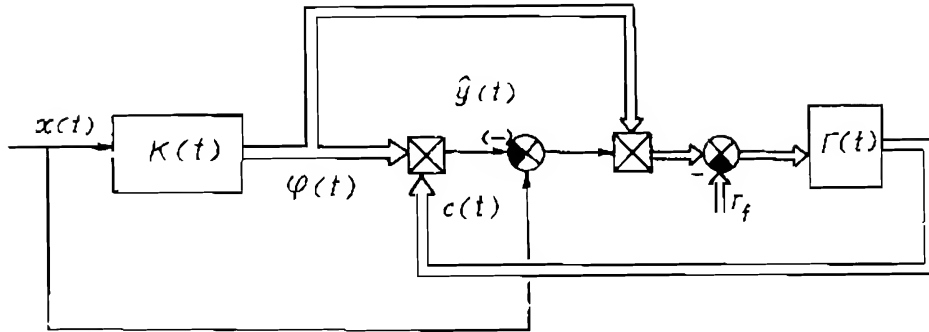 x(t)
K(t)
φ(t)
ŷ(t)
(-)
c(t)
-
r_f
Γ(t)